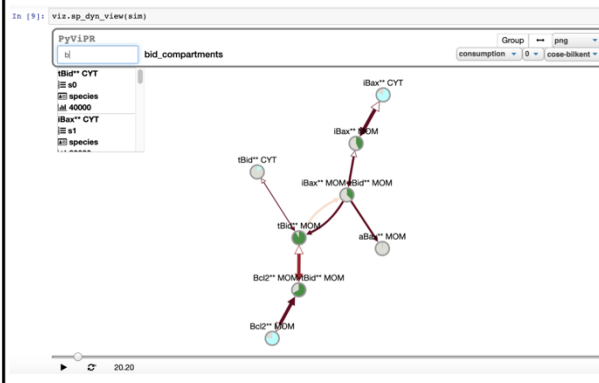 In [9]: viz.sp_dyn_view(sim)
PyViPR
Group ↔ png
b
bid_compartments
consumption 0 cose-bilkent
tBid** CYT
s0
species
40000
iBax** CYT
s1
species
iBax** CYT
iBax** MOM
tBid** CYT
iBax** MOM tBid** MOM
tBid** MOM
aBax** MOM
Bcl2** MOM tBid** MOM
Bcl2** MOM
20.20